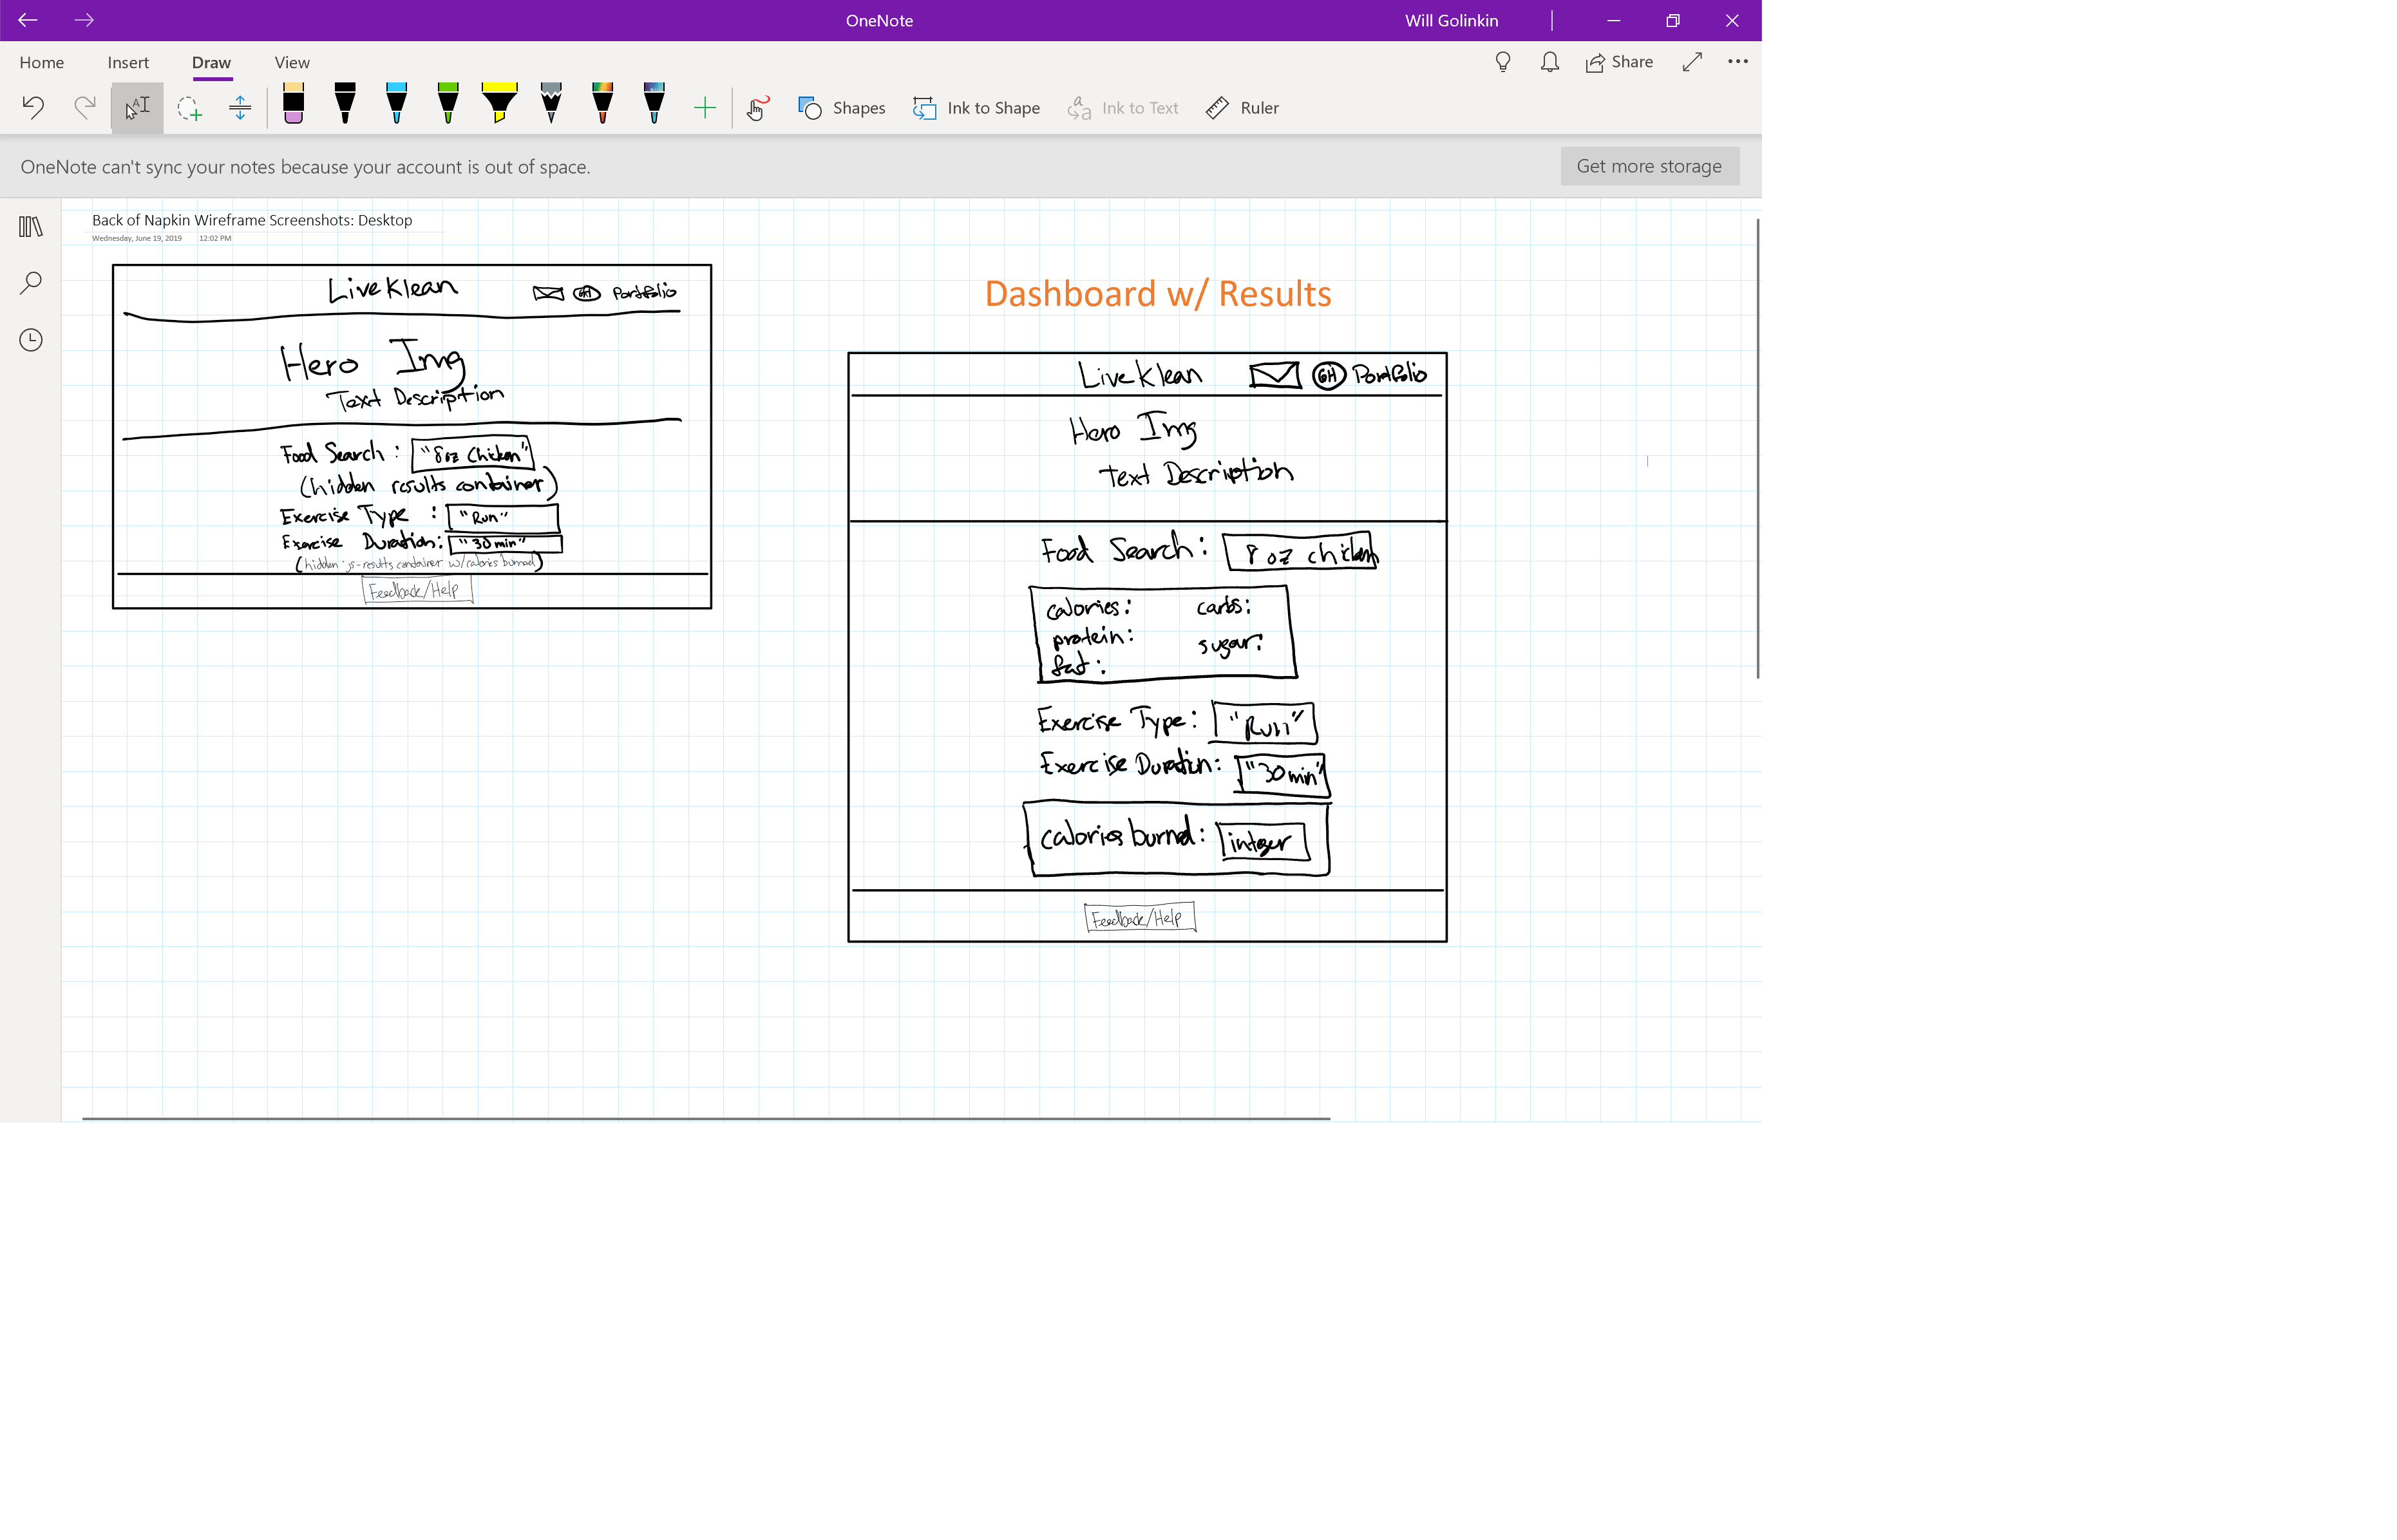 OneNote
Will Golinkin
Home Insert Draw View Share
Shapes Ink to Shape Ink to Text Ruler
OneNote can't sync your notes because your account is out of space. Get more storage
Back of Napkin Wireframe Screenshots: Desktop
Wednesday, June 19, 2019 12:02 PM
LiveKlean GH Portfolio
Hero Img
Text Description
Food Search: "8oz Chicken"
(hidden results container)
Exercise Type: "Run"
Exercise Duration: "30 min"
(hidden js-results container w/calories burned)
Feedback/Help
Dashboard w/ Results
LiveKlean GH Portfolio
Hero Img
Text Description
Food Search: 8 oz chicken
calories: carbs:
protein: sugar:
fat:
Exercise Type: "Run"
Exercise Duration: "30 min"
calories burned: integer
Feedback/Help